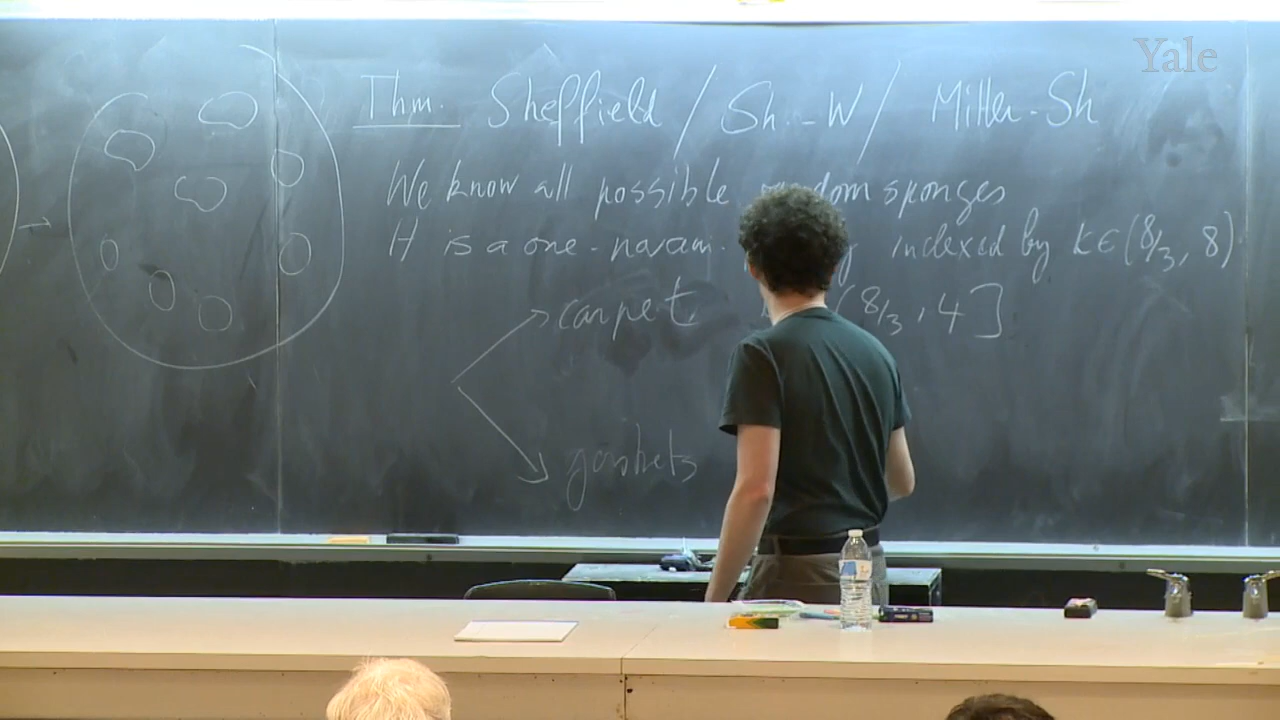 Yale
Thm. Sheffield / Sh.-W / Miller-Sh
We know all possible sponges
It is a one-param. indexed by κ∈(8/3, 8)
carpet (8/3, 4]
gaskets